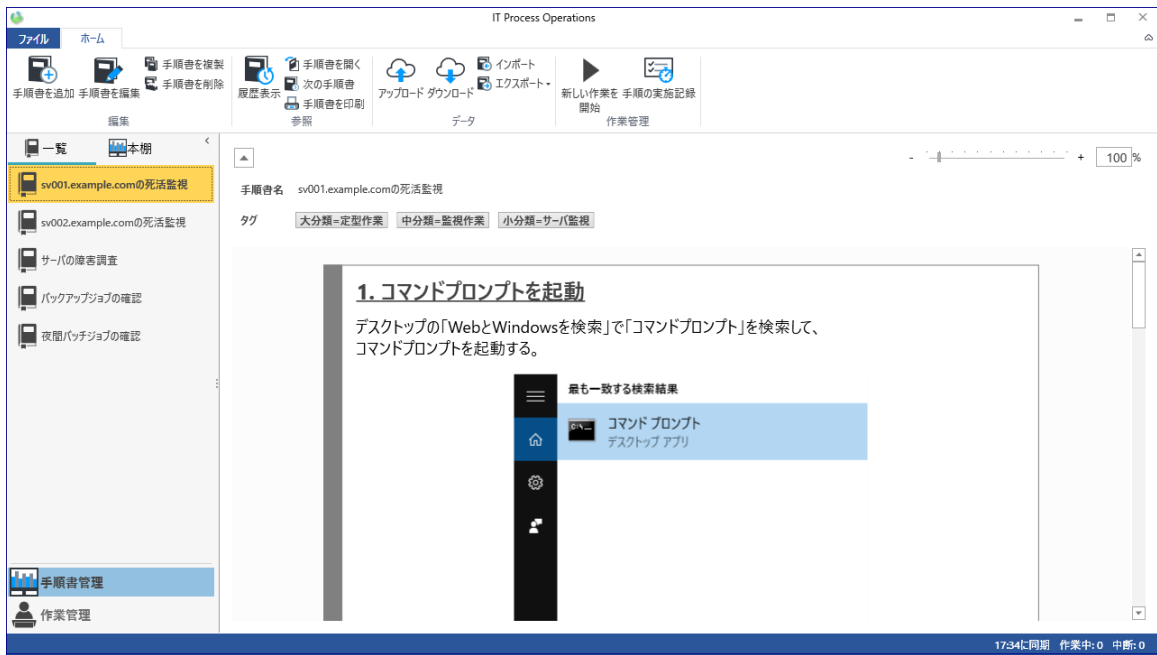 IT Process Operations
ファイル ホーム
手順書を追加 手順書を編集 手順書を複製 手順書を削除
編集
履歴表示 手順書を開く 次の手順書 手順書を印刷
参照
アップロード ダウンロード インポート エクスポート
データ
新しい作業を開始 手順の実施記録
作業管理
一覧 本棚
sv001.example.comの死活監視
sv002.example.comの死活監視
サーバの障害調査
バックアップジョブの確認
夜間バッチジョブの確認
手順書管理
作業管理
- + 100 %
手順書名 sv001.example.comの死活監視
タグ 大分類=定型作業 中分類=監視作業 小分類=サーバ監視
1. コマンドプロンプトを起動
デスクトップの「WebとWindowsを検索」で「コマンドプロンプト」を検索して、
コマンドプロンプトを起動する。
最も一致する検索結果
コマンド プロンプト
デスクトップ アプリ
17:34に同期 作業中: 0 中断: 0